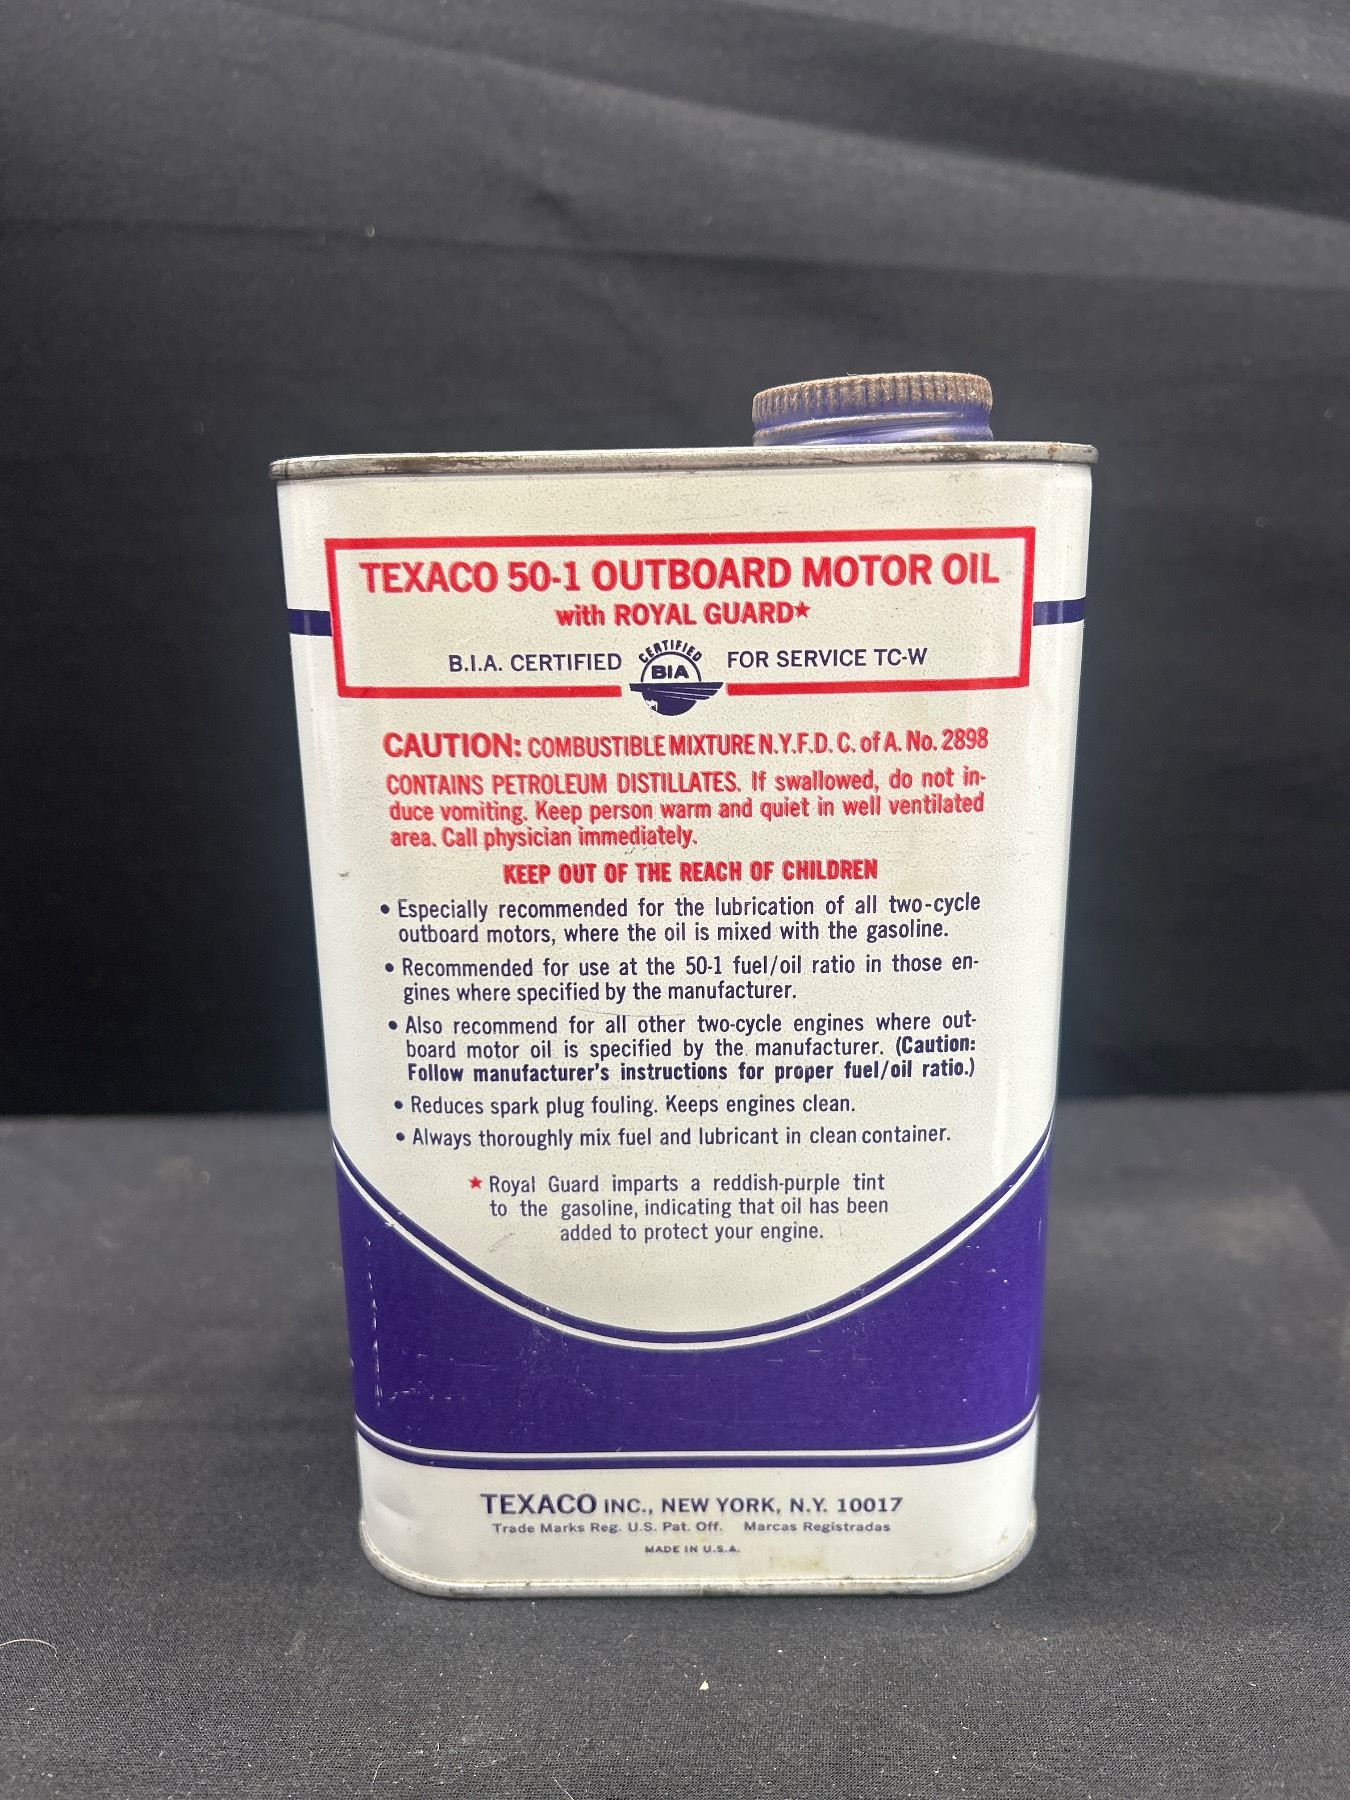 TEXACO 50-1 OUTBOARD MOTOR OIL
with ROYAL GUARD★
B.I.A. CERTIFIED CERTIFIED BIA FOR SERVICE TC-W
CAUTION: COMBUSTIBLE MIXTURE N.Y.F.D. C. of A. No. 2898
CONTAINS PETROLEUM DISTILLATES. If swallowed, do not in-
duce vomiting. Keep person warm and quiet in well ventilated
area. Call physician immediately.
KEEP OUT OF THE REACH OF CHILDREN
• Especially recommended for the lubrication of all two-cycle
outboard motors, where the oil is mixed with the gasoline.
• Recommended for use at the 50-1 fuel/oil ratio in those en-
gines where specified by the manufacturer.
• Also recommend for all other two-cycle engines where out-
board motor oil is specified by the manufacturer. (Caution:
Follow manufacturer's instructions for proper fuel/oil ratio.)
• Reduces spark plug fouling. Keeps engines clean.
• Always thoroughly mix fuel and lubricant in clean container.
★ Royal Guard imparts a reddish-purple tint
to the gasoline, indicating that oil has been
added to protect your engine.
TEXACO INC., NEW YORK, N.Y. 10017
Trade Marks Reg. U.S. Pat. Off. Marcas Registradas
MADE IN U.S.A.